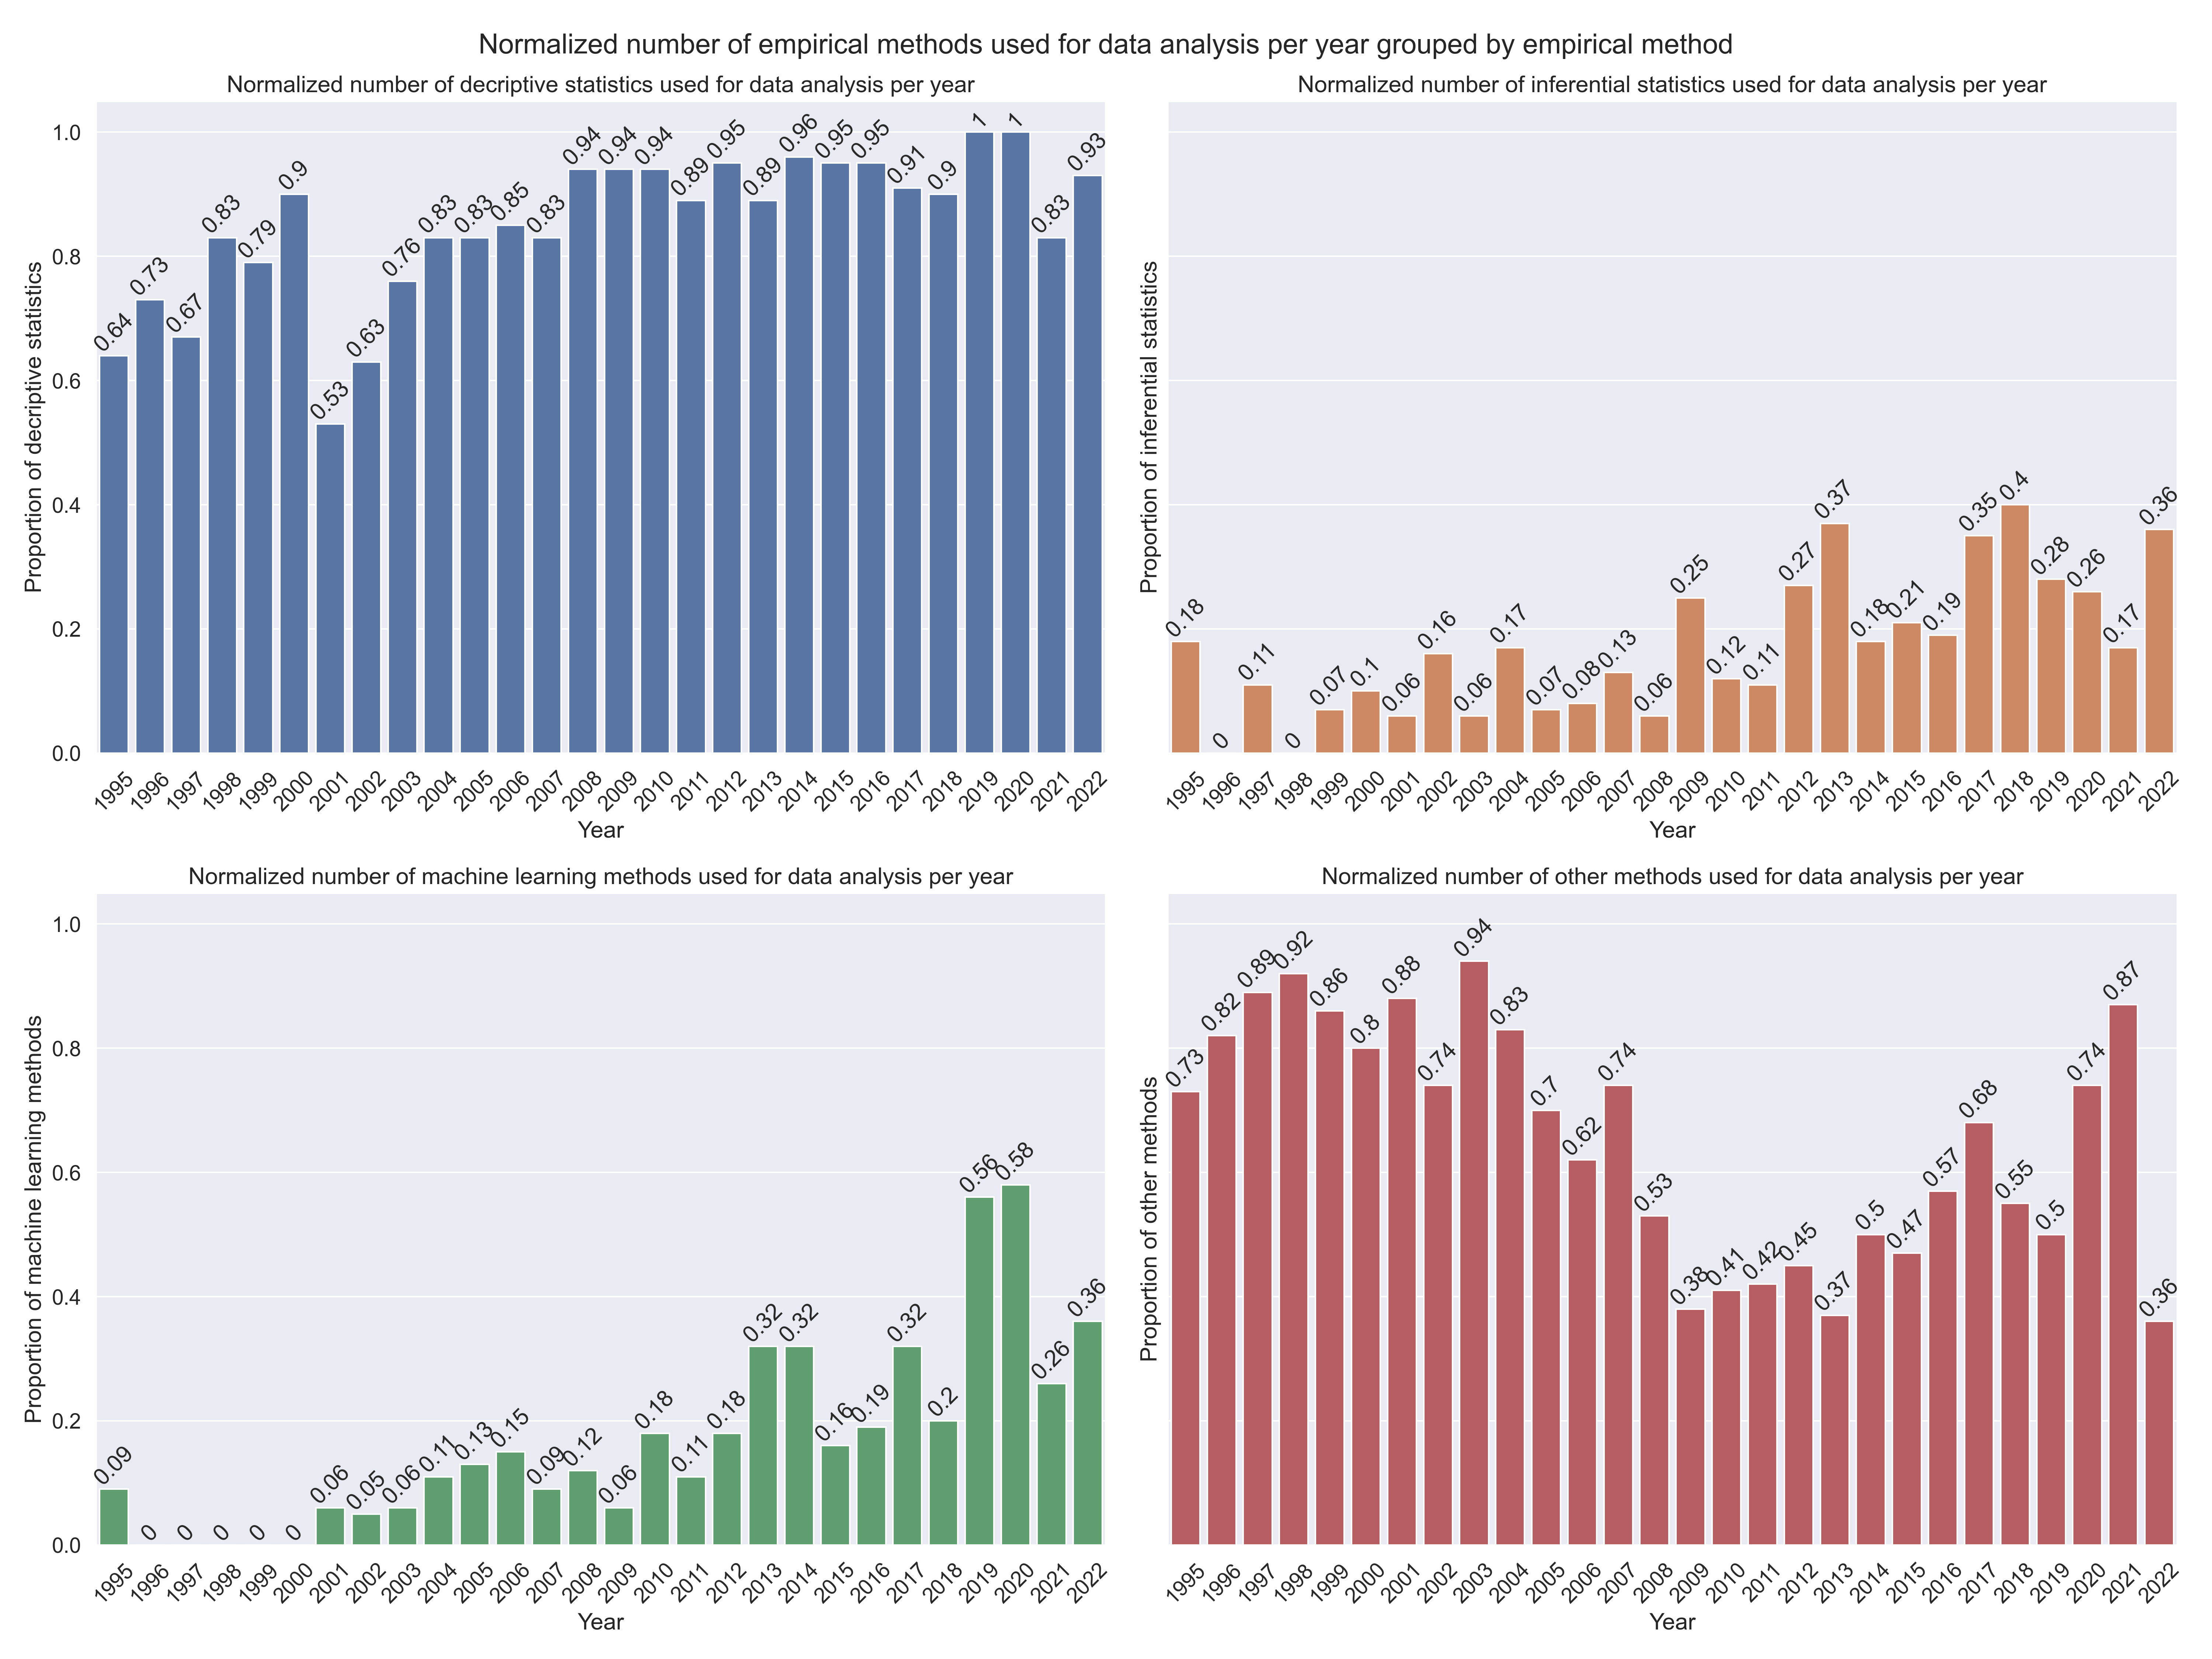 Normalized number of empirical methods used for data analysis per year grouped by empirical method
Normalized number of decriptive statistics used for data analysis per year
Proportion of decriptive statistics
1.0
0.8
0.6
0.4
0.2
0.0
0.64 0.73 0.67 0.83 0.79 0.9 0.53 0.63 0.76 0.83 0.83 0.85 0.83 0.94 0.94 0.94 0.89 0.95 0.89 0.96 0.95 0.95 0.91 0.9 1 1 0.83 0.93
1995 1996 1997 1998 1999 2000 2001 2002 2003 2004 2005 2006 2007 2008 2009 2010 2011 2012 2013 2014 2015 2016 2017 2018 2019 2020 2021 2022
Year
Normalized number of inferential statistics used for data analysis per year
Proportion of inferential statistics
0.18 0 0.11 0 0.07 0.1 0.06 0.16 0.06 0.17 0.07 0.08 0.13 0.06 0.25 0.12 0.11 0.27 0.37 0.18 0.21 0.19 0.35 0.4 0.28 0.26 0.17 0.36
1995 1996 1997 1998 1999 2000 2001 2002 2003 2004 2005 2006 2007 2008 2009 2010 2011 2012 2013 2014 2015 2016 2017 2018 2019 2020 2021 2022
Year
Normalized number of machine learning methods used for data analysis per year
Proportion of machine learning methods
1.0
0.8
0.6
0.4
0.2
0.0
0.09 0 0 0 0 0 0.06 0.05 0.06 0.11 0.13 0.15 0.09 0.12 0.06 0.18 0.11 0.18 0.32 0.32 0.16 0.19 0.32 0.2 0.56 0.58 0.26 0.36
1995 1996 1997 1998 1999 2000 2001 2002 2003 2004 2005 2006 2007 2008 2009 2010 2011 2012 2013 2014 2015 2016 2017 2018 2019 2020 2021 2022
Year
Normalized number of other methods used for data analysis per year
Proportion of other methods
0.73 0.82 0.89 0.92 0.86 0.8 0.88 0.74 0.94 0.83 0.7 0.62 0.74 0.53 0.38 0.41 0.42 0.45 0.37 0.5 0.47 0.57 0.68 0.55 0.5 0.74 0.87 0.36
1995 1996 1997 1998 1999 2000 2001 2002 2003 2004 2005 2006 2007 2008 2009 2010 2011 2012 2013 2014 2015 2016 2017 2018 2019 2020 2021 2022
Year